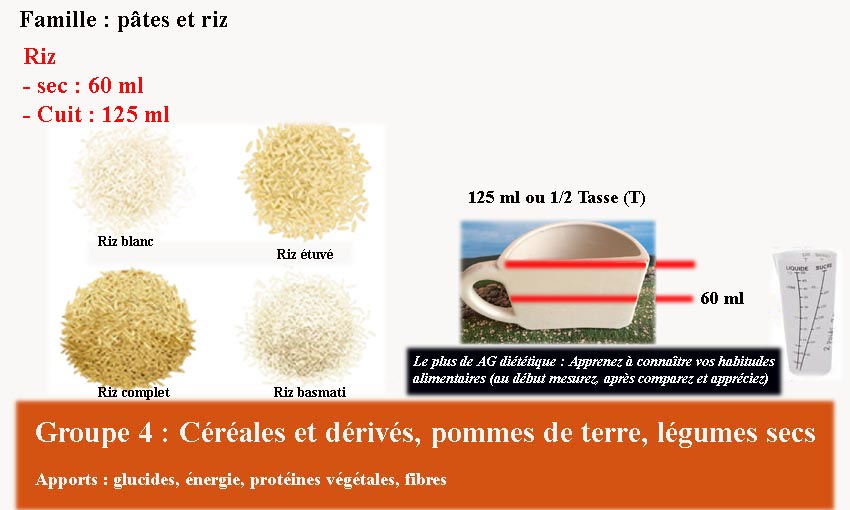 Famille : pâtes et riz
Riz
- sec : 60 ml
- Cuit : 125 ml
Riz blanc
Riz étuvé
Riz complet
Riz basmati
125 ml ou 1/2 Tasse (T)
60 ml
LIQUIDE SUCRE
Le plus de AG diététique : Apprenez à connaître vos habitudes
alimentaires (au début mesurez, après comparez et appréciez)
Groupe 4 : Céréales et dérivés, pommes de terre, légumes secs
Apports : glucides, énergie, protéines végétales, fibres